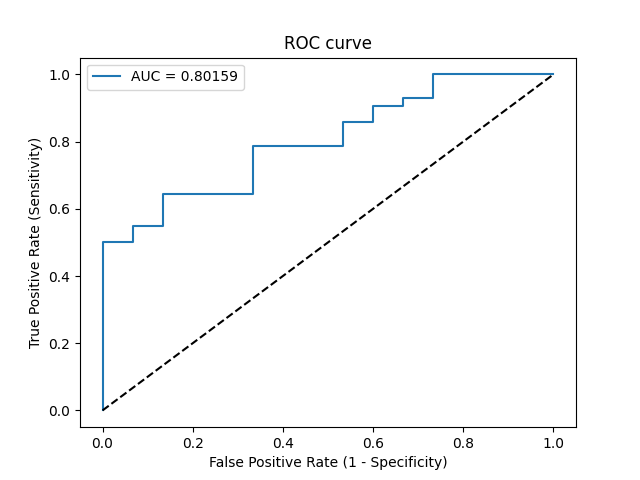 ROC curve
AUC = 0.80159
1.0
0.8
0.6
0.4
0.2
0.0
True Positive Rate (Sensitivity)
0.0 0.2 0.4 0.6 0.8 1.0
False Positive Rate (1 - Specificity)